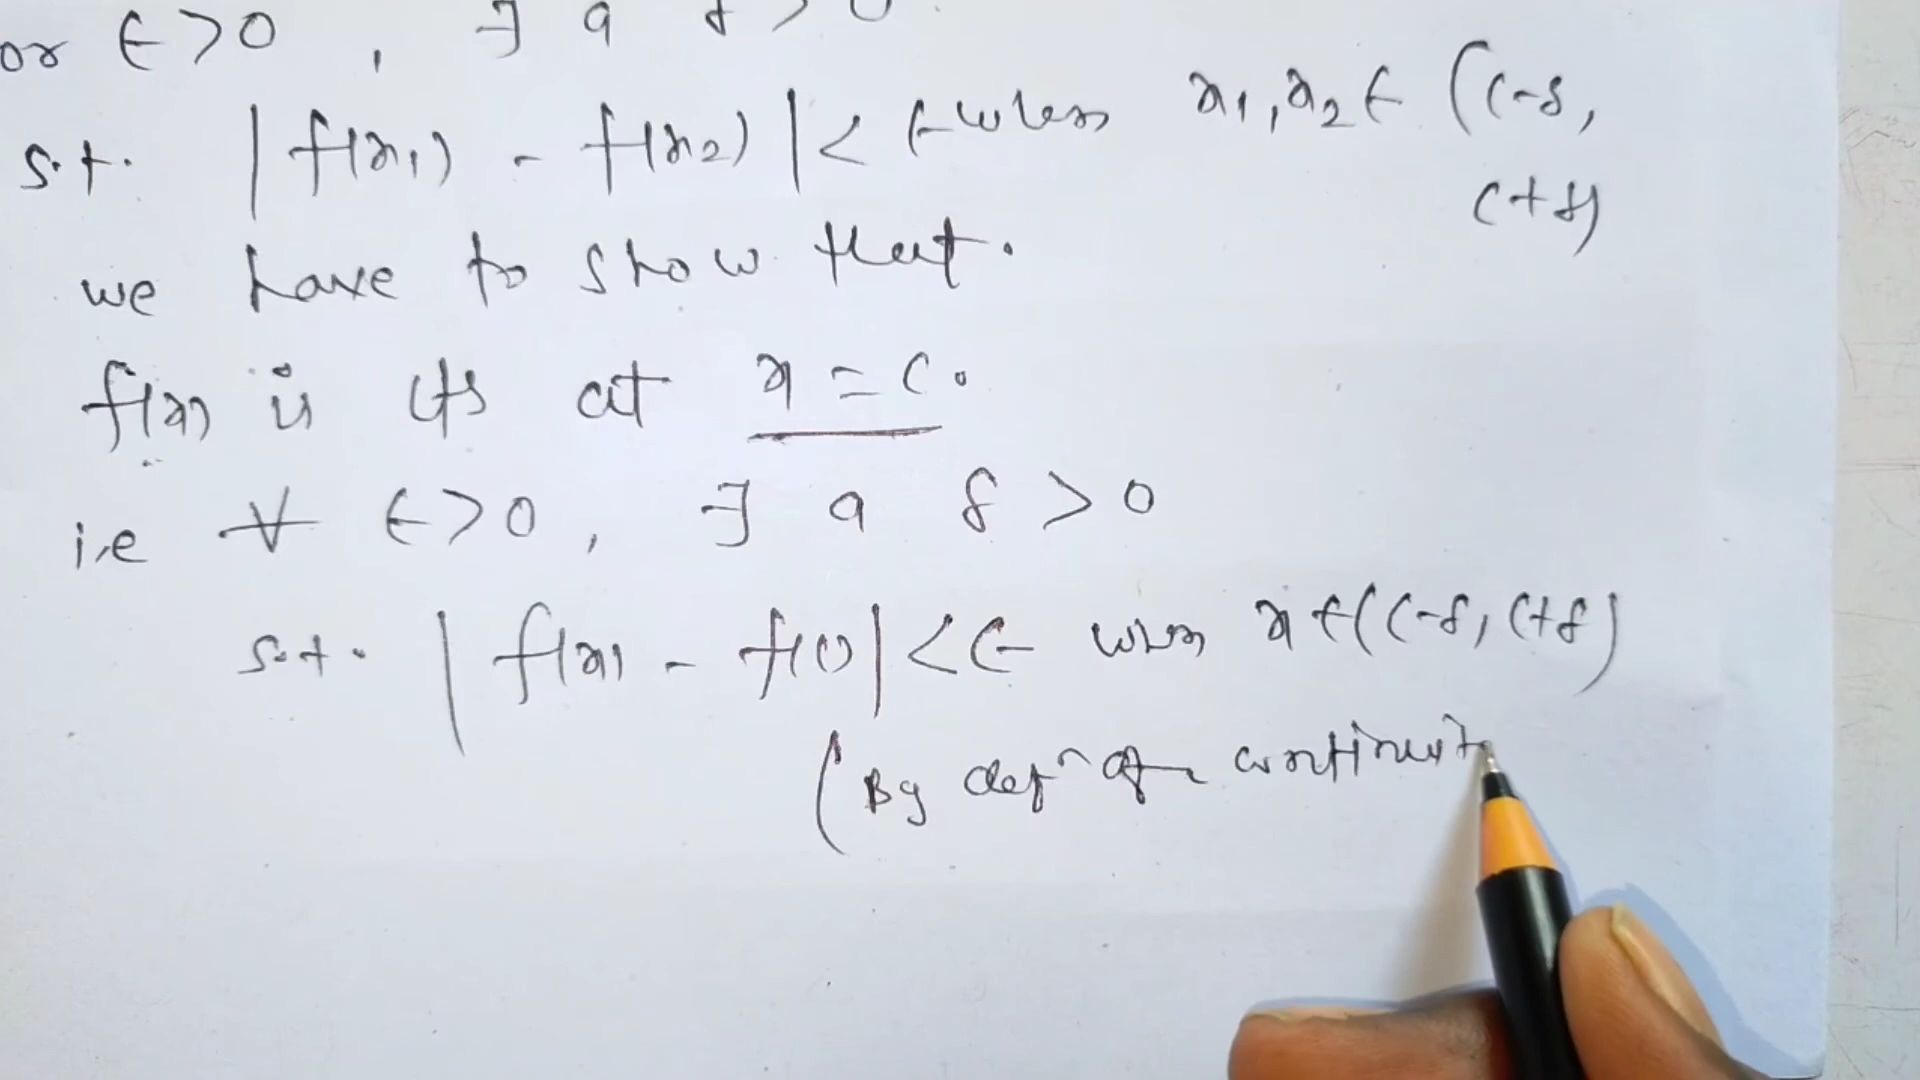 or ϵ>0 , ∃ a δ>0.
s.t. |f(x1) - f(x2)|< ϵ when x1,x2 ∈ (c-δ,
c+δ)
we have to show that.
f(x) is cts at x=c.
i.e ∀ ϵ>0, ∃ a δ>0
s.t. |f(x) - f(c)|<ϵ when x∈(c-δ, c+δ)
(By defn of continuit